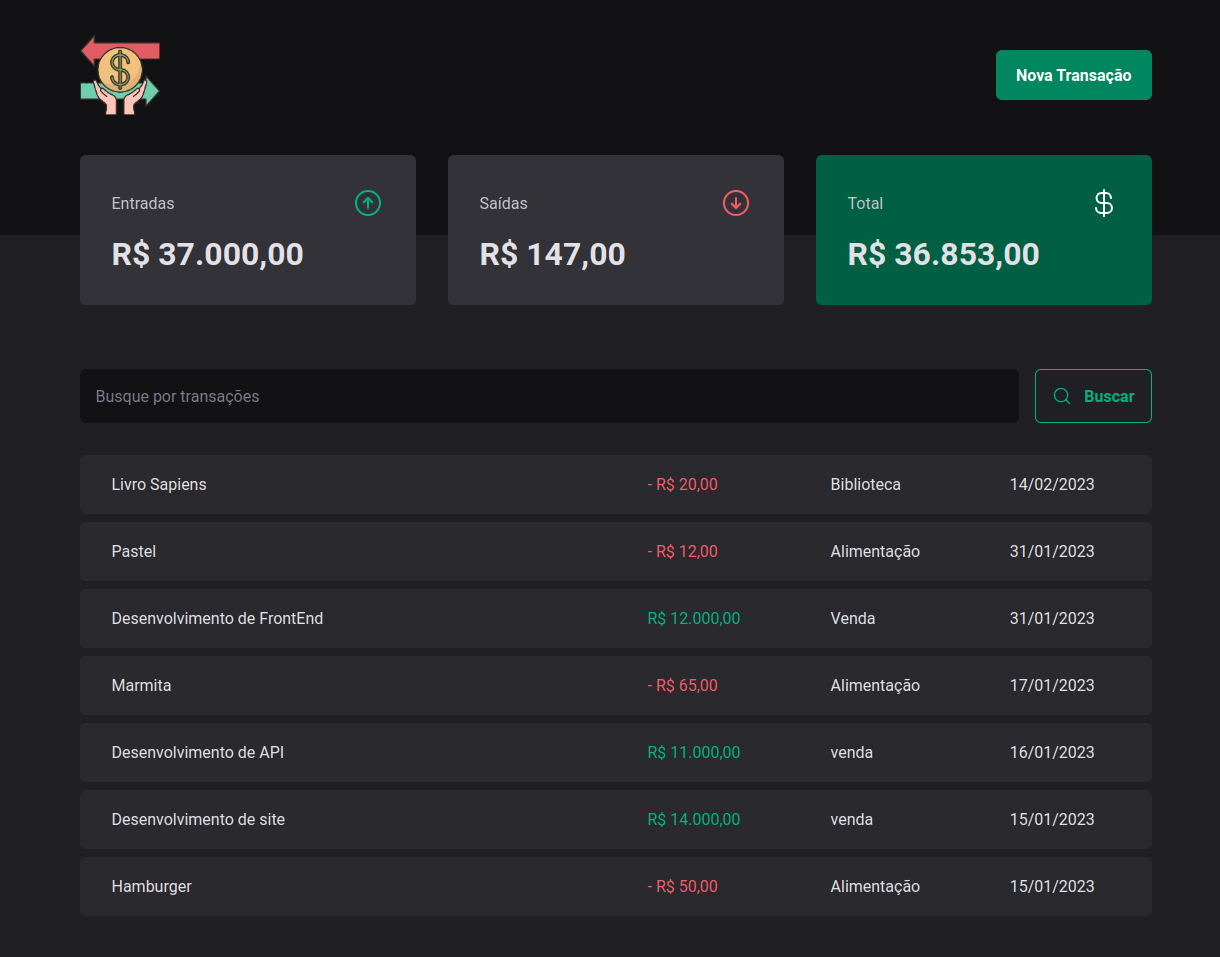 $
Nova Transação
Entradas
R$ 37.000,00
Saídas
R$ 147,00
Total
$
R$ 36.853,00
Busque por transações
Buscar
Livro Sapiens - R$ 20,00 Biblioteca 14/02/2023
Pastel - R$ 12,00 Alimentação 31/01/2023
Desenvolvimento de FrontEnd R$ 12.000,00 Venda 31/01/2023
Marmita - R$ 65,00 Alimentação 17/01/2023
Desenvolvimento de API R$ 11.000,00 venda 16/01/2023
Desenvolvimento de site R$ 14.000,00 venda 15/01/2023
Hamburger - R$ 50,00 Alimentação 15/01/2023